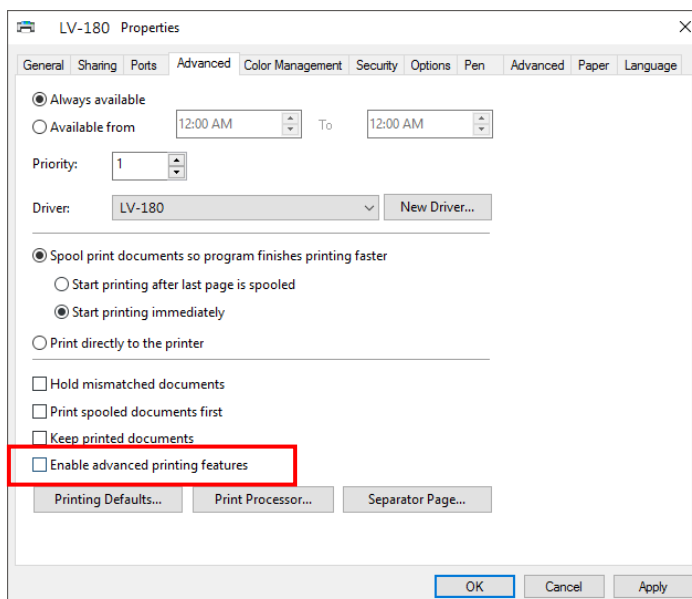 LV-180 Properties
General Sharing Ports Advanced Color Management Security Options Pen Advanced Paper Language
Always available
Available from 12:00 AM To 12:00 AM
Priority: 1
Driver: LV-180 New Driver...
Spool print documents so program finishes printing faster
Start printing after last page is spooled
Start printing immediately
Print directly to the printer
Hold mismatched documents
Print spooled documents first
Keep printed documents
Enable advanced printing features
Printing Defaults... Print Processor... Separator Page...
OK Cancel Apply